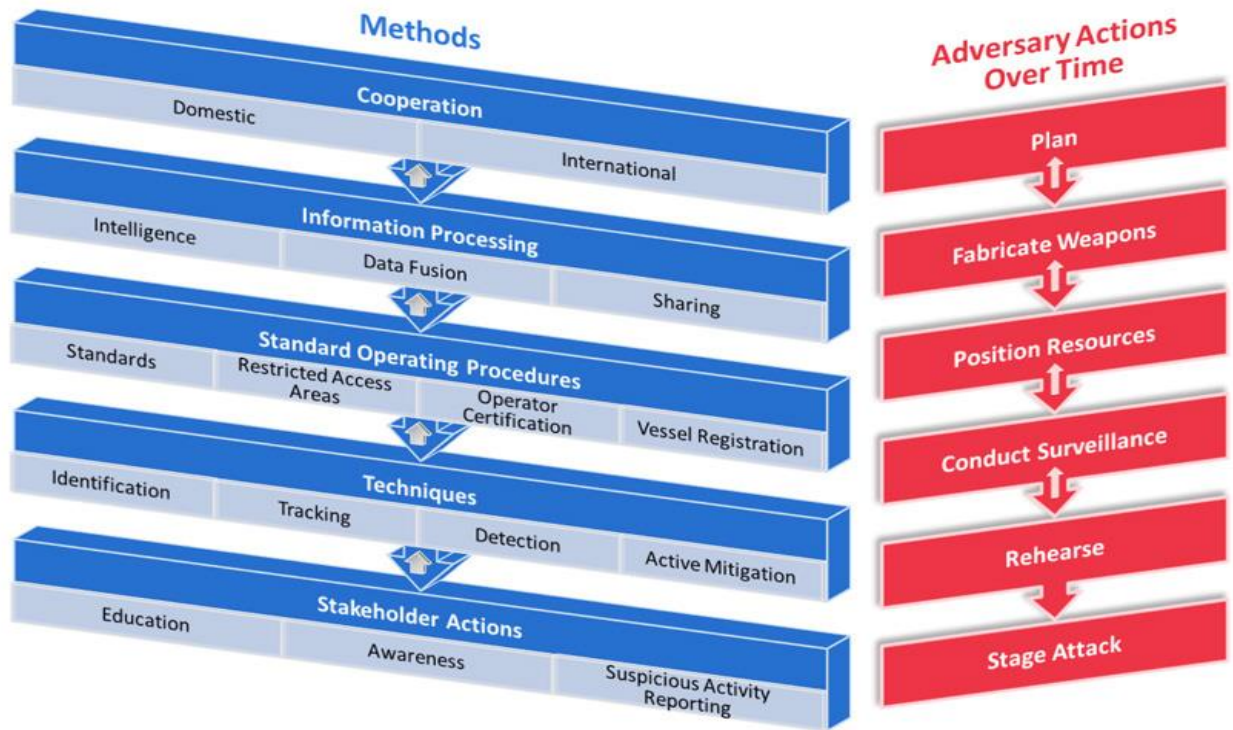 Methods
Cooperation
Domestic
International
Information Processing
Intelligence
Data Fusion
Sharing
Standard Operating Procedures
Standards
Restricted Access
Areas
Operator
Certification
Vessel Registration
Techniques
Identification
Tracking
Detection
Active Mitigation
Stakeholder Actions
Education
Awareness
Suspicious Activity
Reporting
Adversary Actions
Over Time
Plan
Fabricate Weapons
Position Resources
Conduct Surveillance
Rehearse
Stage Attack